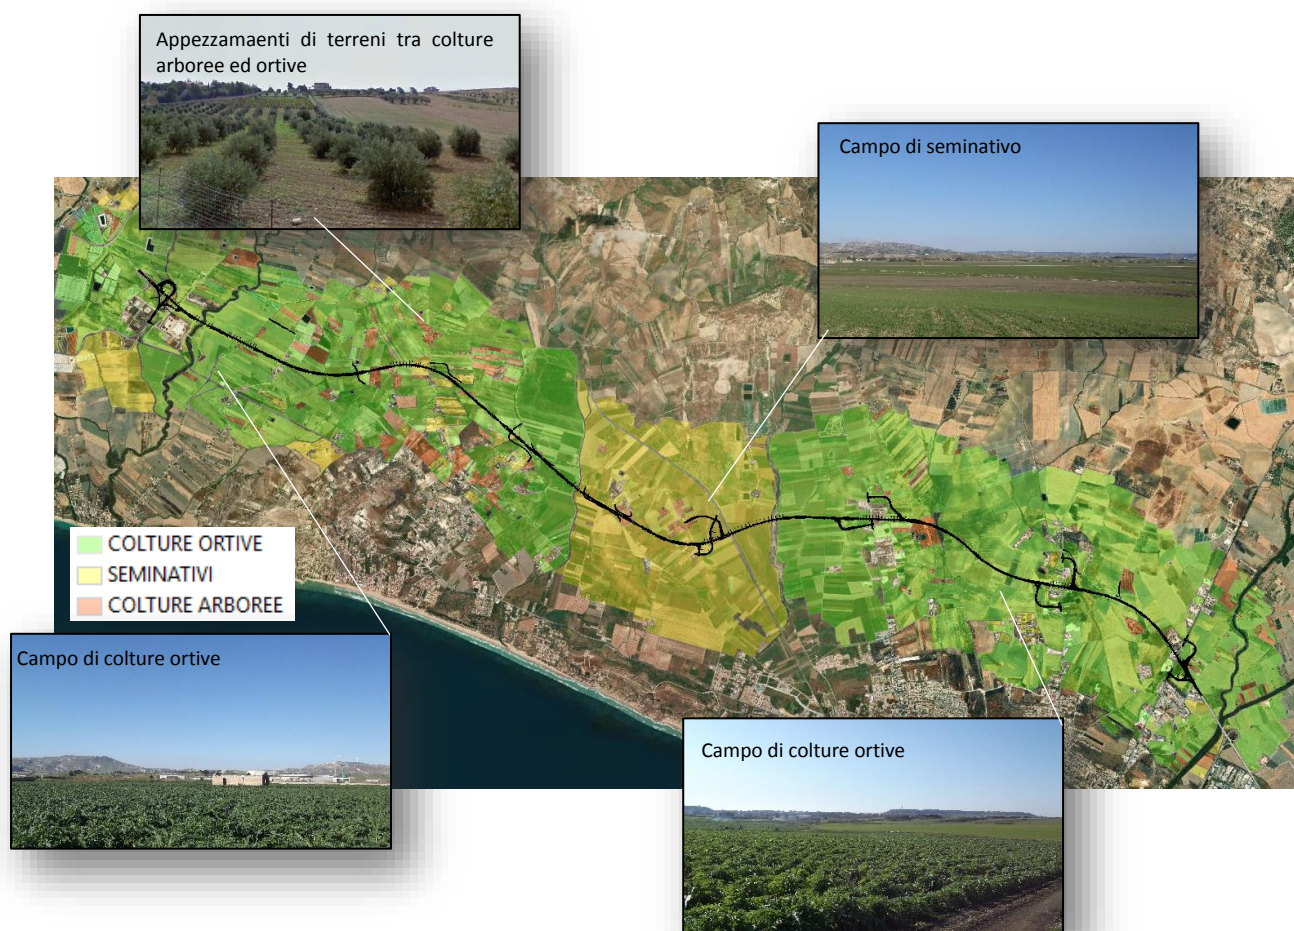 Appezzamaenti di terreni tra colture
arboree ed ortive
Campo di seminativo
COLTURE ORTIVE
SEMINATIVI
COLTURE ARBOREE
Campo di colture ortive
Campo di colture ortive